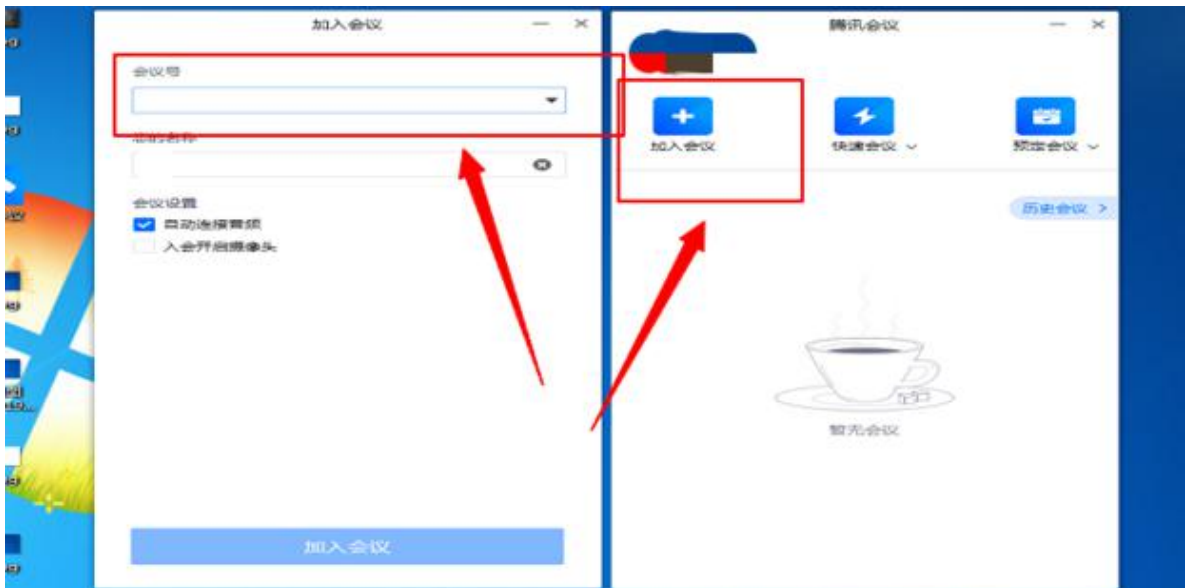 加入会议
会议号
您的名称
会议设置
自动连接音频
入会开启摄像头
加入会议
腾讯会议
加入会议
快速会议
预定会议
历史会议 >
暂无会议